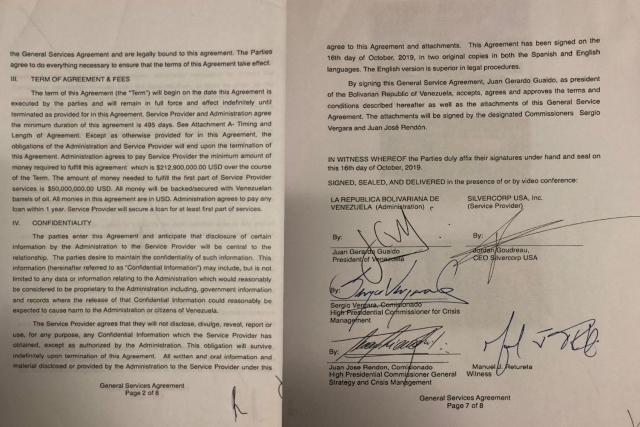 the General Services Agreement and are legally bound to this agreement. The Parties
agree to do everything necessary to ensure that the terms of this Agreement take effect.
III. TERM OF AGREEMENT & FEES
The term of this Agreement (the "Term") will begin on the date this Agreement is
executed by the parties and will remain in full force and effect indefinitely until
terminated as provided for in this Agreement. Service Provider and Administration agree
the minimum duration of this agreement is 495 days. See Attachment A- Timing and
Length of Agreement. Except as otherwise provided for in this Agreement, the
obligations of the Administration and Service Provider will end upon the termination of
this Agreement. Administration agrees to pay Service Provider the minimum amount of
money required to fulfill this agreement which is $212,900,000.00 USD over the course
of the Term. The amount of money needed to fulfill the first part of Service Provider
services is $50,000,000.00 USD. All money will be backed/secured with Venezuelan
barrels of oil. All monies in this agreement are in USD. Administration agrees to pay any
loan within 1 year. Service Provider will secure a loan for at least first part of services.
IV. CONFIDENTIALITY
The parties enter this Agreement and anticipate that disclosure of certain
information by the Administration to the Service Provider will be central to the
relationship. The parties desire to maintain the confidentiality of such information. This
information (hereinafter referred to as "Confidential Information") may include, but is not
limited to any data or information relating to the Administration which would reasonably
be considered to be proprietary to the Administration including, government information
and records where the release of that Confidential Information could reasonably be
expected to cause harm to the Administration or citizens of Venezuela.
The Service Provider agrees that they will not disclose, divulge, reveal, report or
use, for any purpose, any Confidential Information which the Service Provider has
obtained, except as authorized by the Administration. This obligation will survive
indefinitely upon termination of this Agreement. All written and oral information and
material disclosed or provided by the Administration to the Service Provider under this
General Services Agreement
Page 2 of 8
agree to this Agreement and attachments. This Agreement has been signed on the
16th day of October, 2019, in two original copies in both the Spanish and English
languages. The English version is superior in legal procedures.
By signing this General Service Agreement, Juan Gerardo Guaido, as president
of the Bolivarian Republic of Venezuela, accepts, agrees and approves the terms and
conditions described hereafter as well as the attachments of this General Service
Agreement. The attachments will be signed by the designated Commissioners Sergio
Vergara and Juan José Rendón.
IN WITNESS WHEREOF the Parties duly affix their signatures under hand and seal on
this 16th day of October, 2019.
SIGNED, SEALED, AND DELIVERED in the presence of or by video conference:
LA REPUBLICA BOLIVARIANA DE
VENEZUELA (Administration)
SILVERCORP USA, Inc.
(Service Provider)
By:
Juan Gerardo Guaido
President of Venezuela
By:
Jordan Goudreau,
CEO Silvercorp USA
By:
Sergio Vergara, Comisionado
High Presidential Commissioner for Crisis
Management
By:
Juan Jose Rendon, Comisionado
High Presidential Commissioner General
Strategy and Crisis Management
Manuel J. Retureta
Witness
General Services Agreement
Page 7 of 8